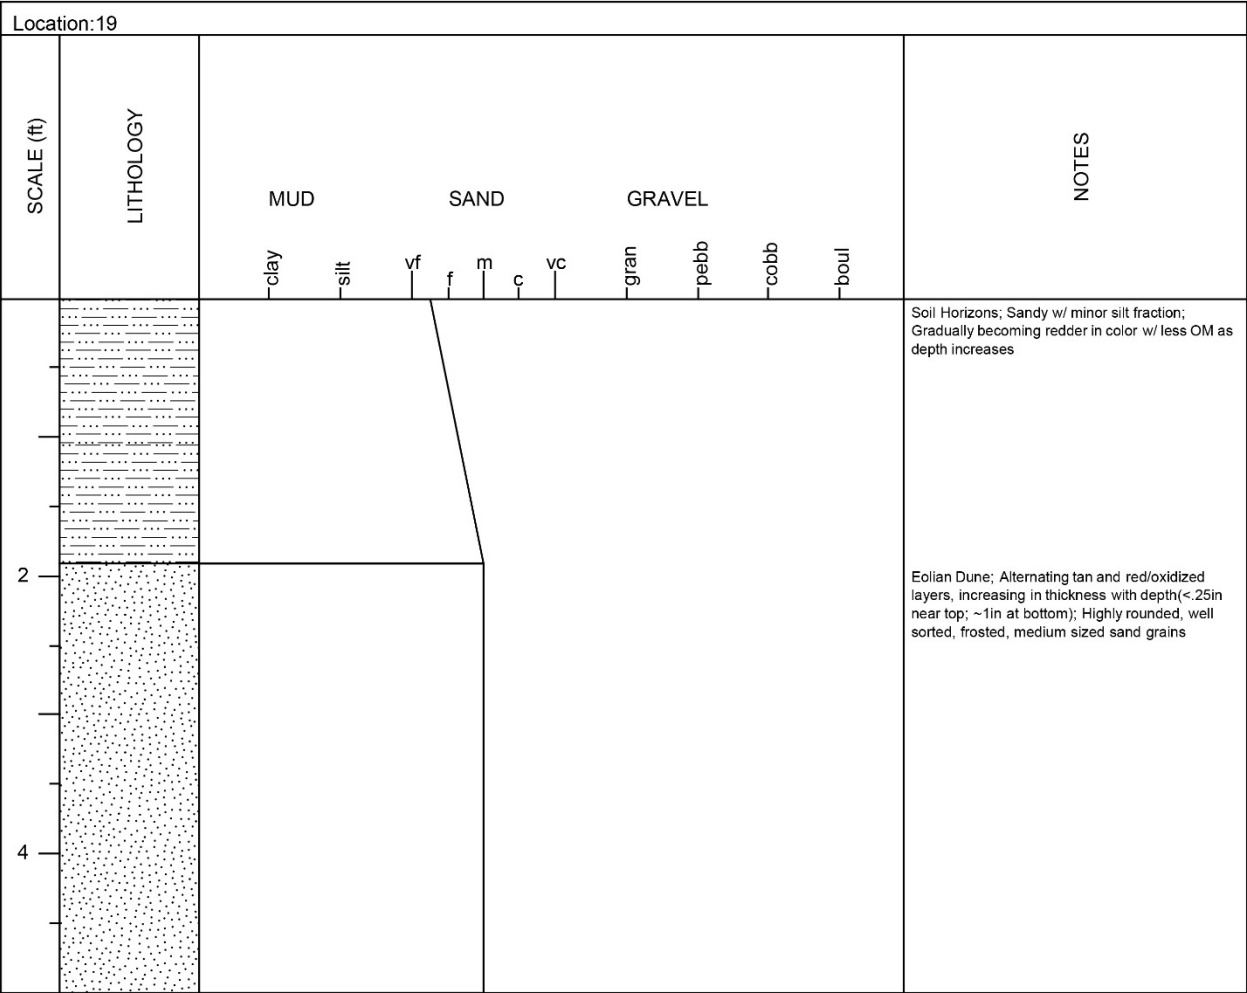 Location:19
SCALE (ft)
LITHOLOGY
MUD
SAND
GRAVEL
NOTES
clay
silt
vf
f
m
c
vc
gran
pebb
cobb
boul
Soil Horizons; Sandy w/ minor silt fraction;
Gradually becoming redder in color w/ less OM as
depth increases
2
Eolian Dune; Alternating tan and red/oxidized
layers, increasing in thickness with depth(<.25in
near top; ~1in at bottom); Highly rounded, well
sorted, frosted, medium sized sand grains
4